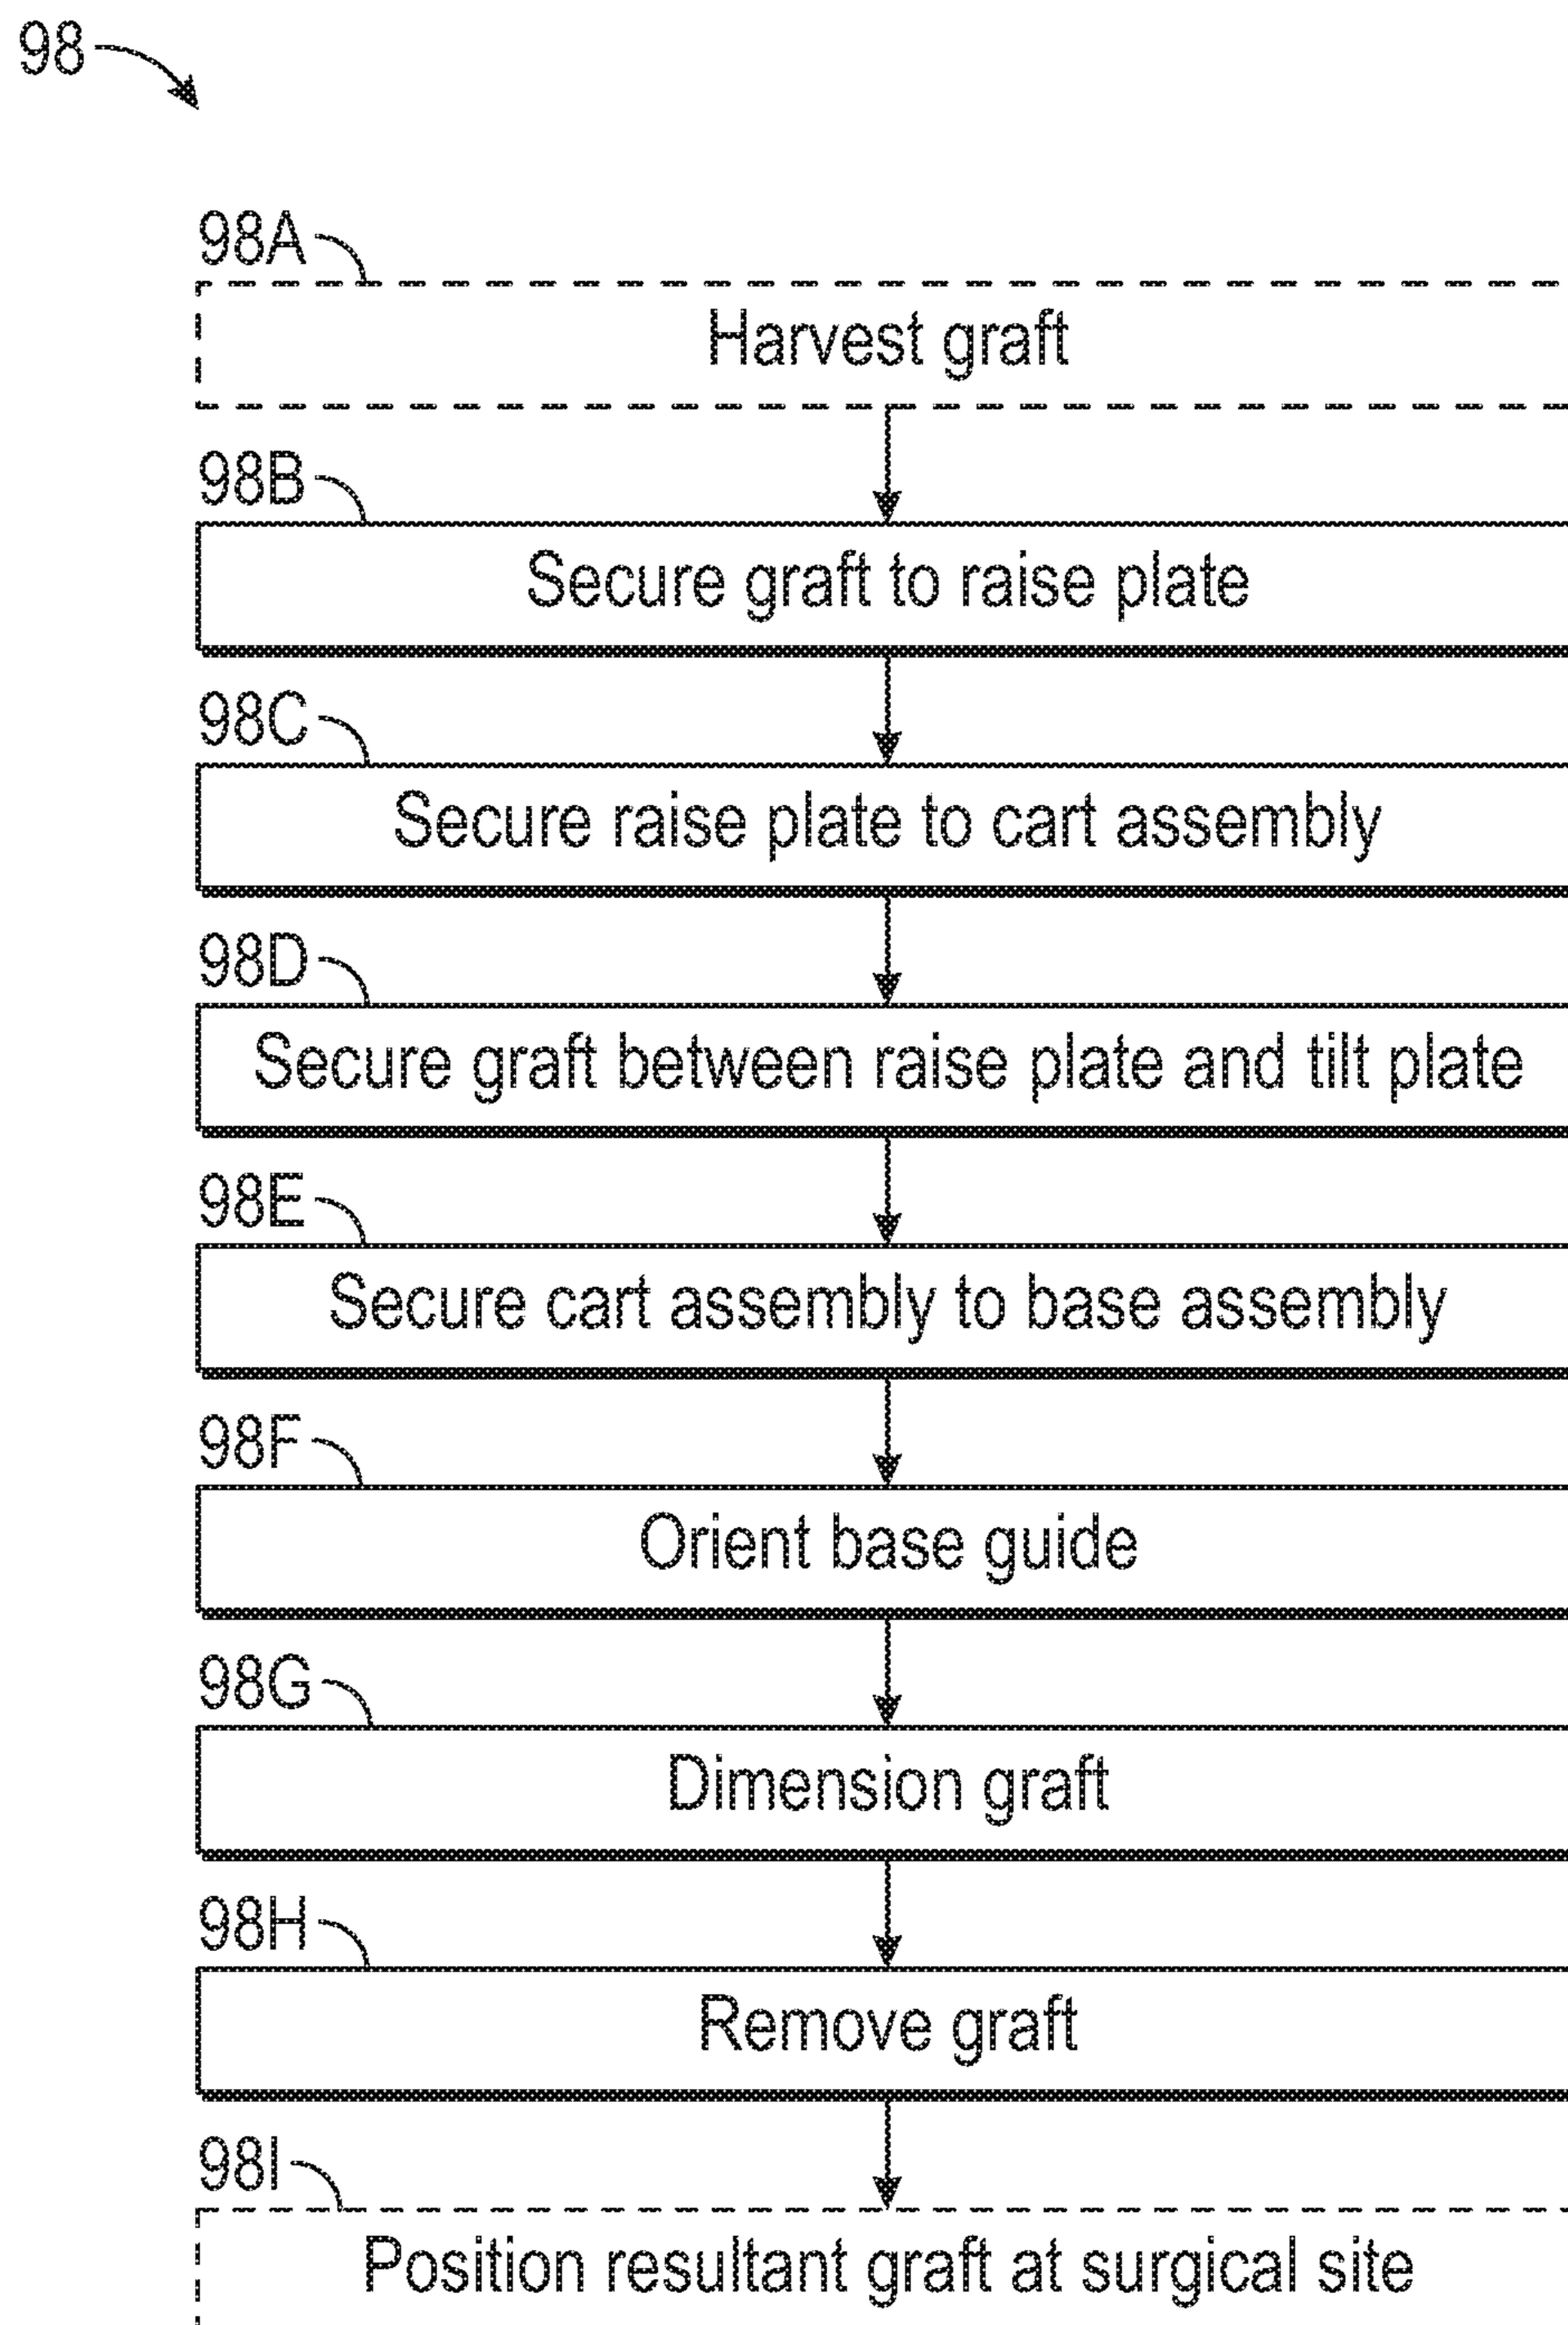 98
98A
Harvest graft
98B
Secure graft to raise plate
98C
Secure raise plate to cart assembly
98D
Secure graft between raise plate and tilt plate
98E
Secure cart assembly to base assembly
98F
Orient base guide
98G
Dimension graft
98H
Remove graft
98I
Position resultant graft at surgical site